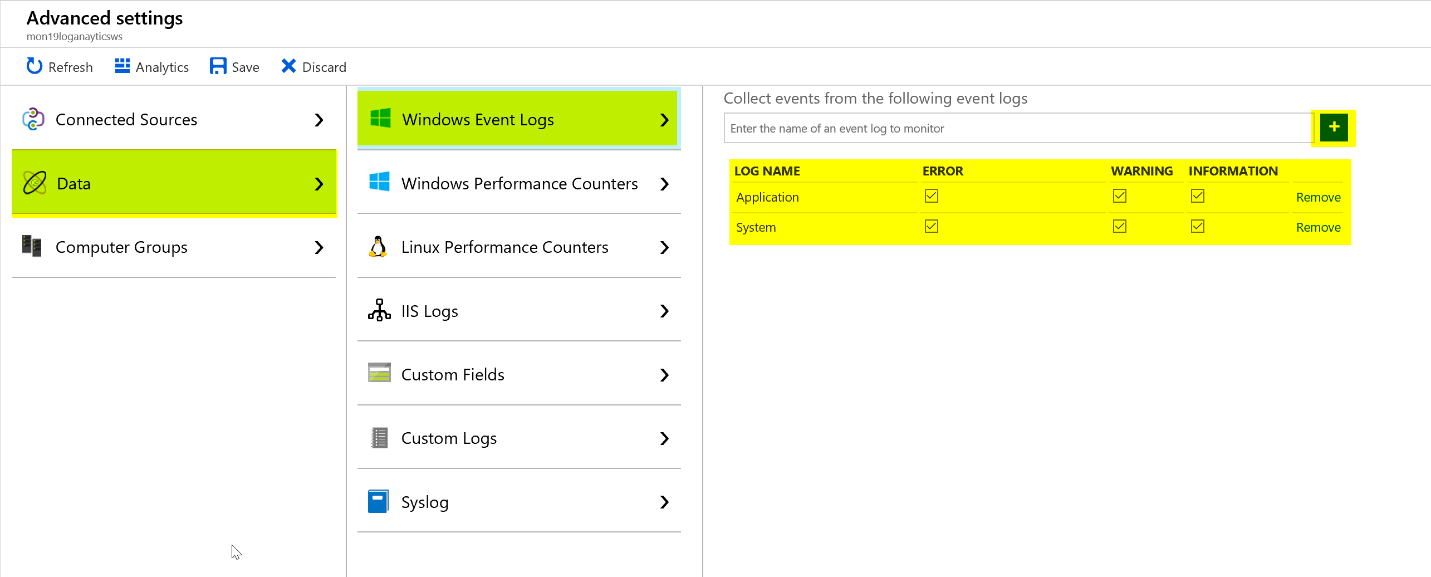 Advanced settings
mon19loganayticsws
Refresh Analytics Save Discard
Connected Sources
Data
Computer Groups
Windows Event Logs
Windows Performance Counters
Linux Performance Counters
IIS Logs
Custom Fields
Custom Logs
Syslog
Collect events from the following event logs
Enter the name of an event log to monitor
LOG NAME ERROR WARNING INFORMATION
Application Remove
System Remove